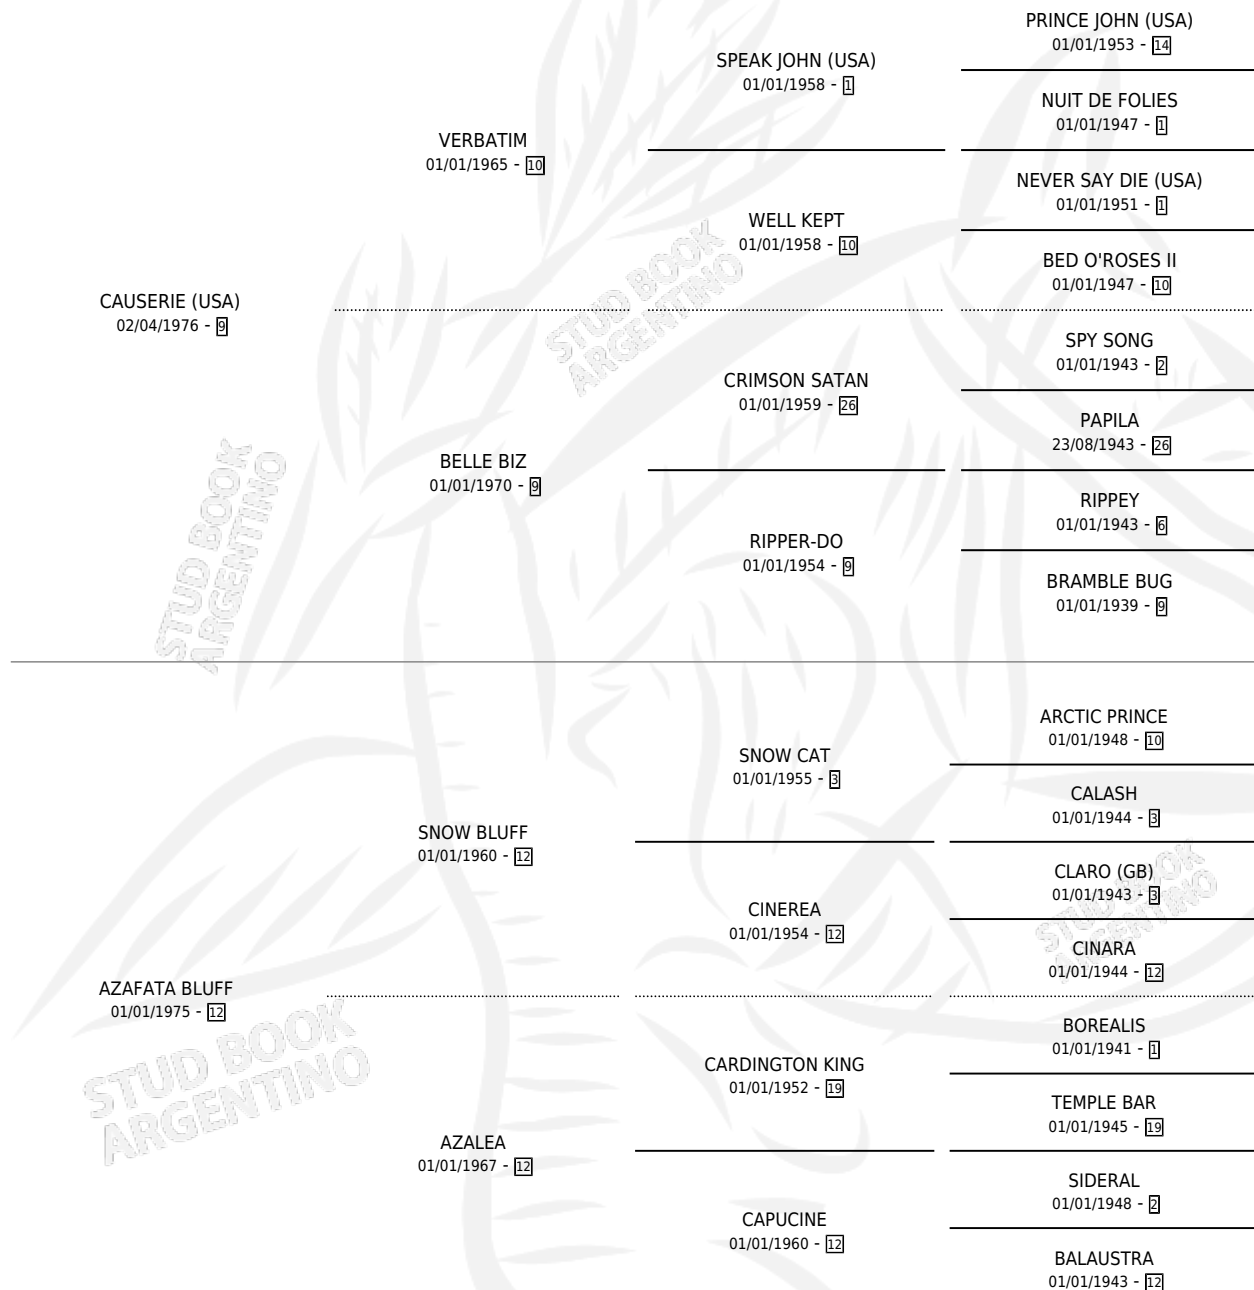 PRINCE JOHN (USA)
01/01/1953 - 14
SPEAK JOHN (USA)
01/01/1958 - 1
NUIT DE FOLIES
01/01/1947 - 1
VERBATIM
01/01/1965 - 10
NEVER SAY DIE (USA)
01/01/1951 - 1
WELL KEPT
01/01/1958 - 10
BED O'ROSES II
01/01/1947 - 10
CAUSERIE (USA)
02/04/1976 - 9
SPY SONG
01/01/1943 - 2
CRIMSON SATAN
01/01/1959 - 26
PAPILA
23/08/1943 - 26
BELLE BIZ
01/01/1970 - 9
RIPPEY
01/01/1943 - 6
RIPPER-DO
01/01/1954 - 9
BRAMBLE BUG
01/01/1939 - 9
ARCTIC PRINCE
01/01/1948 - 10
SNOW CAT
01/01/1955 - 3
CALASH
01/01/1944 - 3
SNOW BLUFF
01/01/1960 - 12
CLARO (GB)
01/01/1943 - 3
CINEREA
01/01/1954 - 12
CINARA
01/01/1944 - 12
AZAFATA BLUFF
01/01/1975 - 12
BOREALIS
01/01/1941 - 1
CARDINGTON KING
01/01/1952 - 19
TEMPLE BAR
01/01/1945 - 19
AZALEA
01/01/1967 - 12
SIDERAL
01/01/1948 - 2
CAPUCINE
01/01/1960 - 12
BALAUSTRA
01/01/1943 - 12
STUD BOOK
ARGENTINO
STUD BOOK
ARGENTINO
STUD BOOK
ARGENTINO
STUD BOOK
ARGENTINO